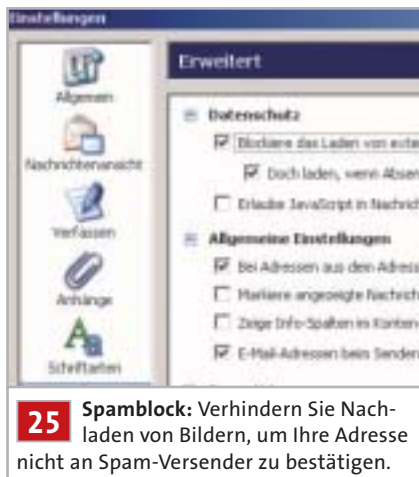 Einstellungen
Erweitert
Allgemein
Datenschutz
Blockiere das Laden von exte
Nachrichtenansicht
Doch laden, wenn Absen
Erlaube JavaScript in Nachrich
Verfassen
Allgemeine Einstellungen
Bei Adressen aus dem Adress
Anhänge
Markiere angezeigte Nachrich
Zeige Info-Spalten im Konten
Schriftarten
E-Mail-Adressen beim Senden
25 Spamblock: Verhindern Sie Nach-
laden von Bildern, um Ihre Adresse
nicht an Spam-Versender zu bestätigen.